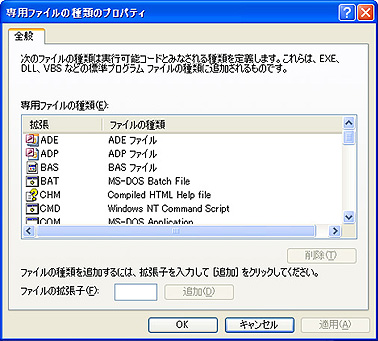 専用ファイルの種類のプロパティ
全般
次のファイルの種類は実行可能コードとみなされる種類を定義します。これらは、EXE、
DLL、VBS などの標準プログラム ファイルの種類に追加されるものです。
専用ファイルの種類(E):
拡張 ファイルの種類
ADE ADE ファイル
ADP ADP ファイル
BAS BAS ファイル
BAT MS-DOS Batch File
CHM Compiled HTML Help file
CMD Windows NT Command Script
COM MS-DOS Application
削除(T)
ファイルの種類を追加するには、拡張子を入力して [追加] をクリックしてください。
ファイルの拡張子(F): 追加(D)
OK キャンセル 適用(A)